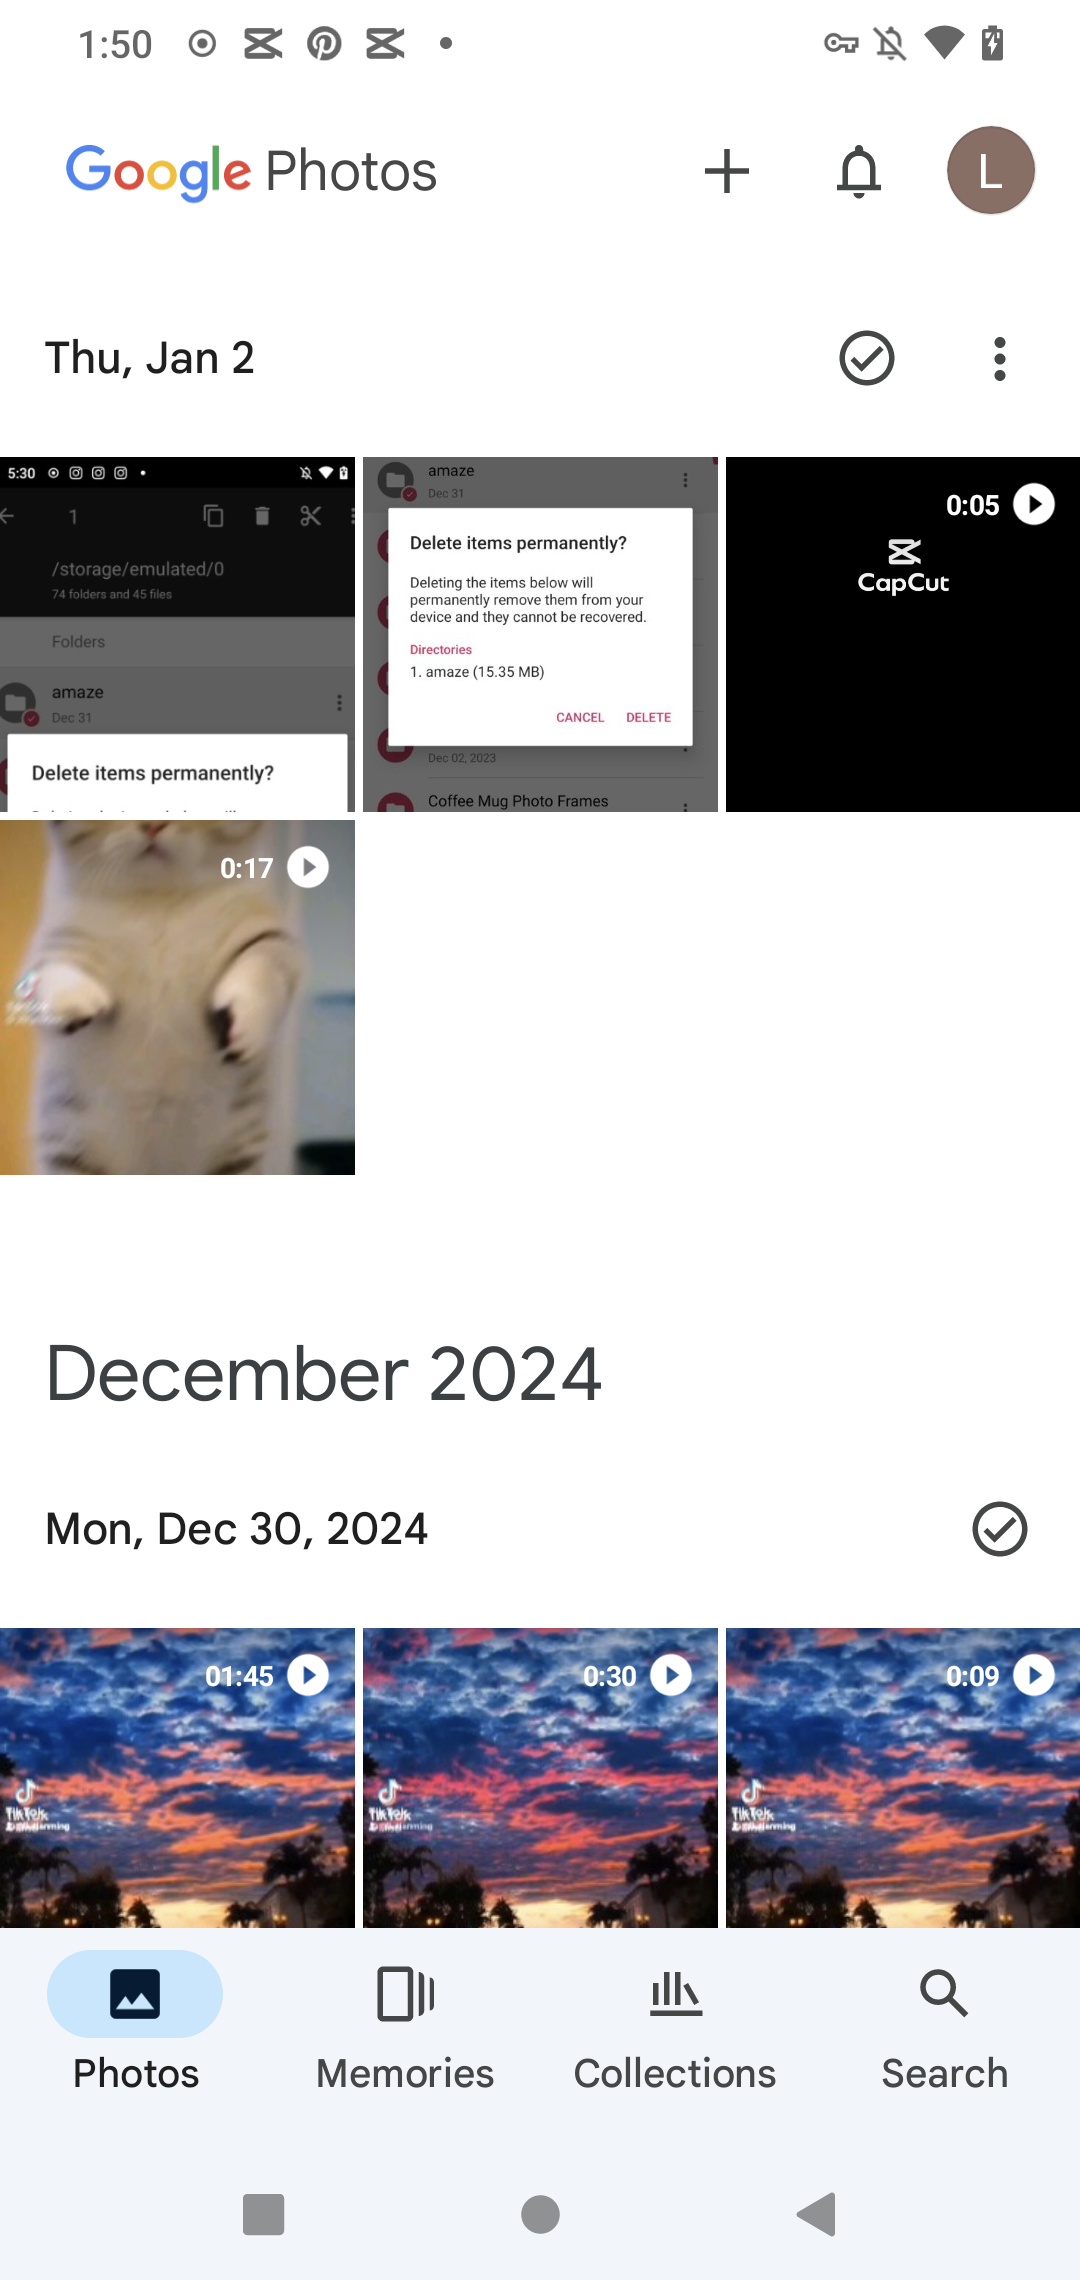 1:50
Google Photos
L
Thu, Jan 2
5:30
1
/storage/emulated/0
74 folders and 45 files
Folders
amaze
Dec 31
Delete items permanently?
amaze
Dec 31
Delete items permanently?
Deleting the items below will
permanently remove them from your
device and they cannot be recovered.
Directories
1. amaze (15.35 MB)
CANCEL DELETE
Dec 02, 2023
Coffee Mug Photo Frames
0:05
CapCut
0:17
December 2024
Mon, Dec 30, 2024
01:45
TikTok
0:30
TikTok
0:09
TikTok
Photos
Memories
Collections
Search